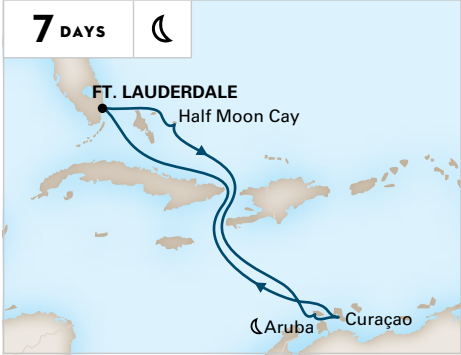 7 DAYS
FT. LAUDERDALE
Half Moon Cay
Aruba
Curaçao